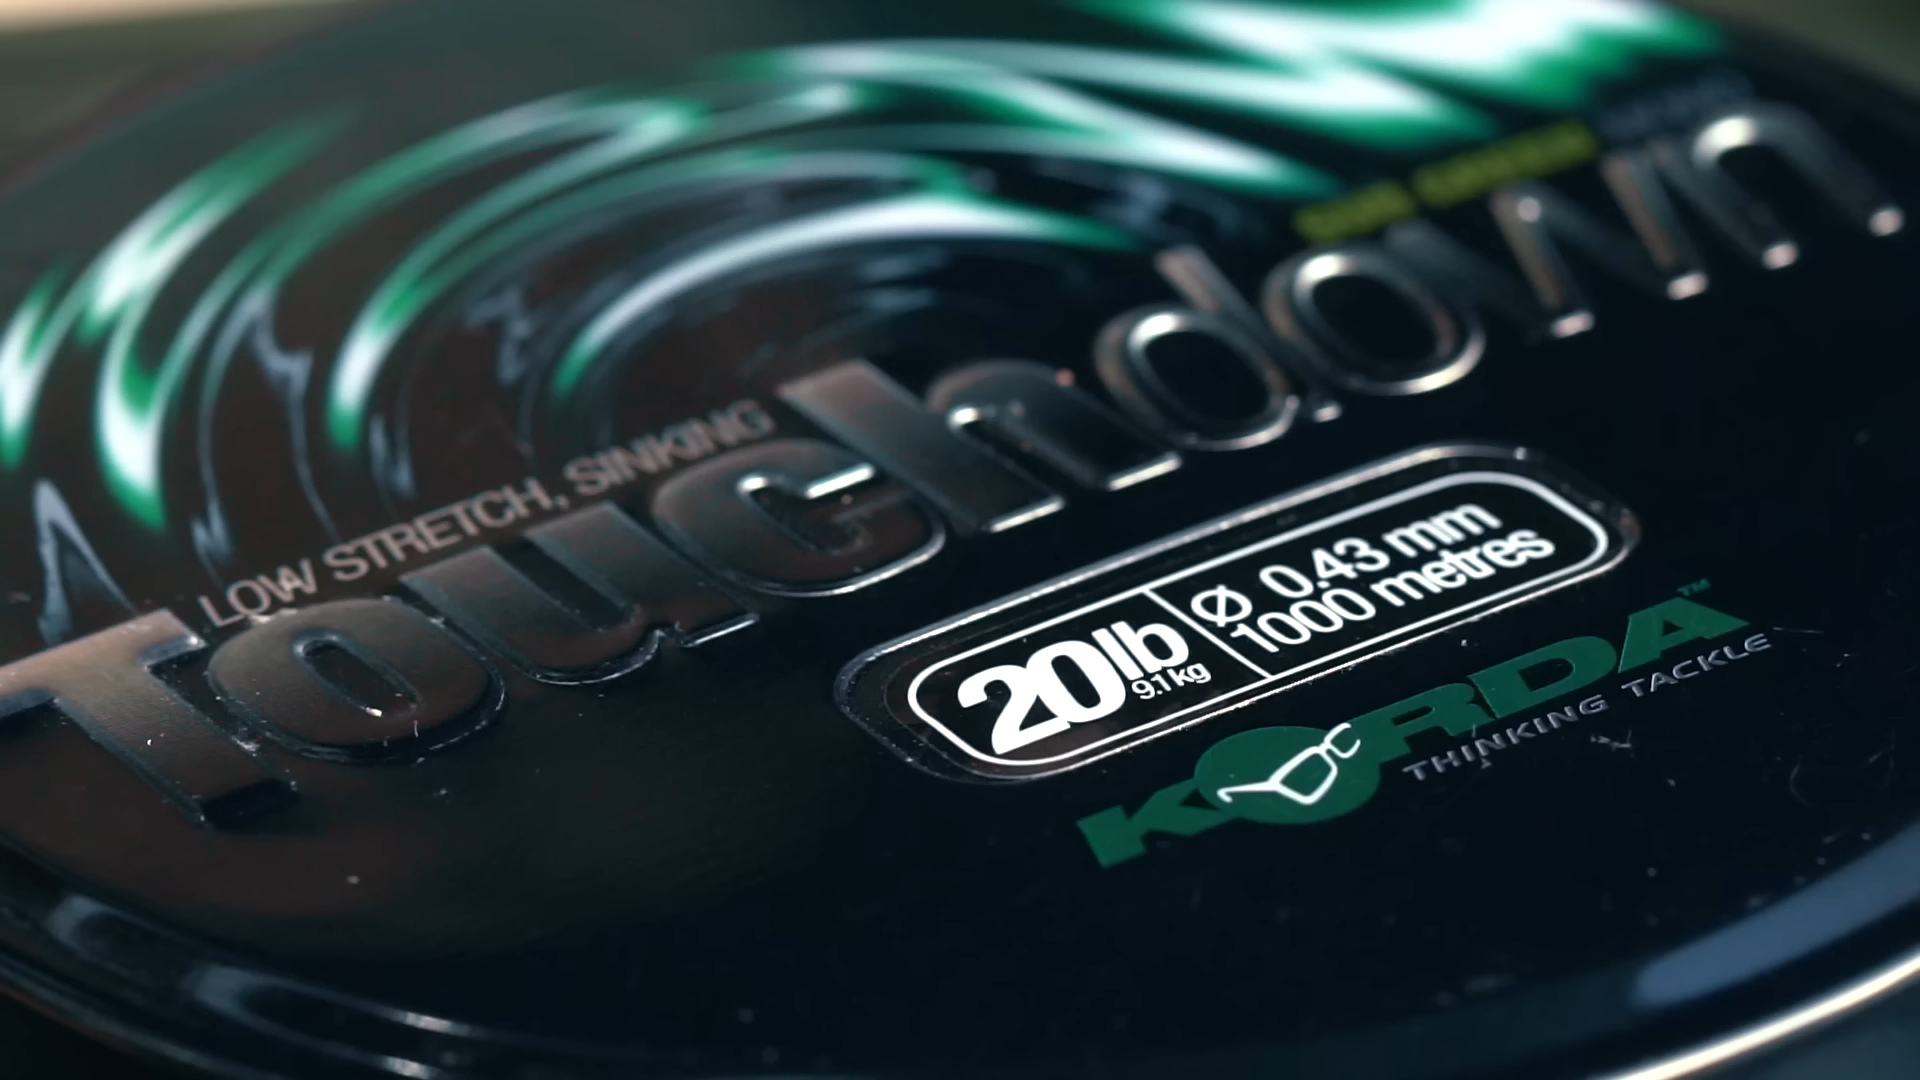 LOW STRETCH, SINKING
Touchdown
20lb
9.1kg
Ø 0.43 mm
1000 metres
KORDA™
THINKING TACKLE